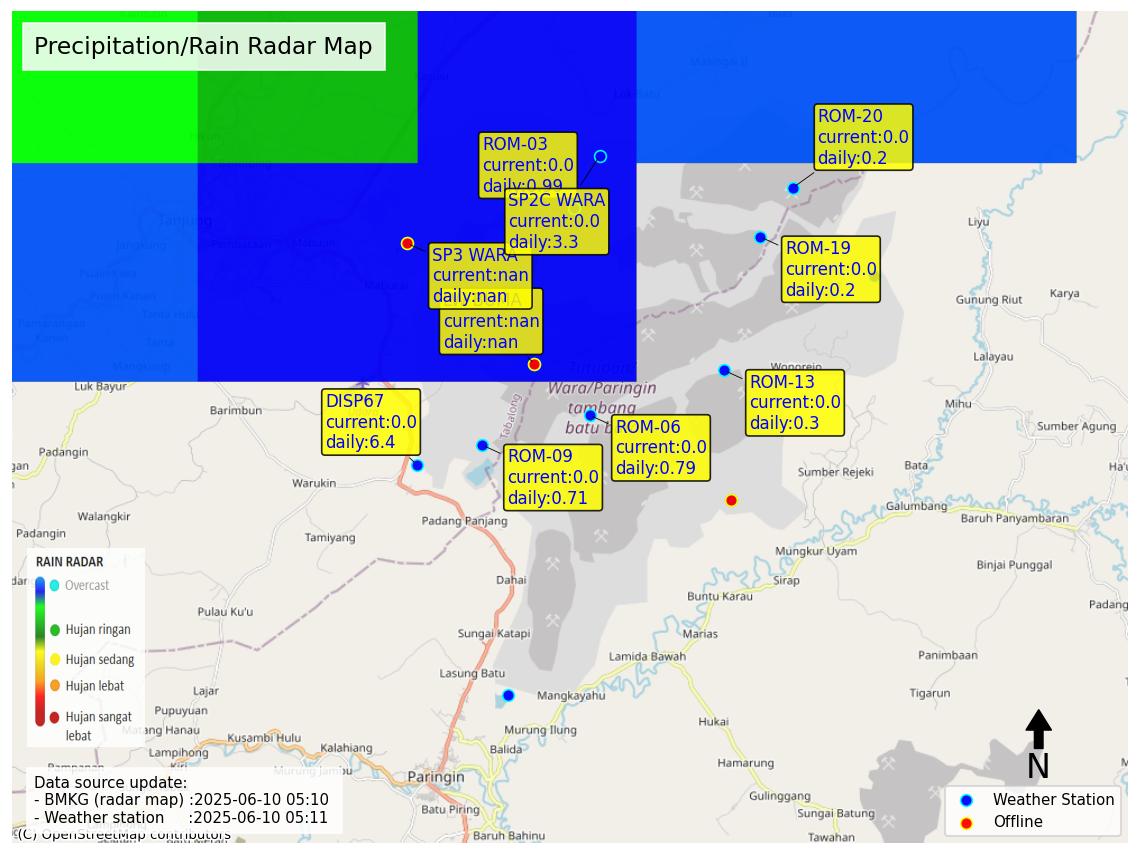 Precipitation/Rain Radar Map
ROM-20
current:0.0
daily:0.2
ROM-03
current:0.0
daily:0.99
SP2C WARA
current:0.0
daily:3.3
SP3 WARA
current:nan
daily:nan
current:nan
daily:nan
ROM-19
current:0.0
daily:0.2
ROM-13
current:0.0
daily:0.3
DISP67
current:0.0
daily:6.4
ROM-06
current:0.0
daily:0.79
ROM-09
current:0.0
daily:0.71
Tanjung
Liyu
Gunung Riut
Karya
Lalayau
Wonorejo
Wara/Paringin
tambang
Tabalong
Luk Bayur
Barimbun
Mihu
Sumber Agung
Bata
Sumber Rejeki
Padangin
Warukin
Galumbang
Baruh Panyambaran
Walangkir
Padangin
Tamiyang
Padang Panjang
Mungkur Uyam
Binjai Punggal
Dahai
Sirap
Buntu Karau
Padang
Pulau Ku'u
Sungai Katapi
Marias
Lamida Bawah
Panimbaan
Lasung Batu
Lajar
Mangkayahu
Tigarun
Pupuyuan
Matang Hanau
Murung Ilung
Hukai
Kusambi Hulu
Lampihong
Kalahiang
Balida
Hamarung
Murung Jambu
Paringin
Gulinggang
Batu Piring
Sungai Batung
Baruh Bahinu
Tawahan
RAIN RADAR
Overcast
Hujan ringan
Hujan sedang
Hujan lebat
Hujan sangat
lebat
Data source update:
- BMKG (radar map) :2025-06-10 05:10
- Weather station :2025-06-10 05:11
(C) OpenStreetMap contributors
N
Weather Station
Offline